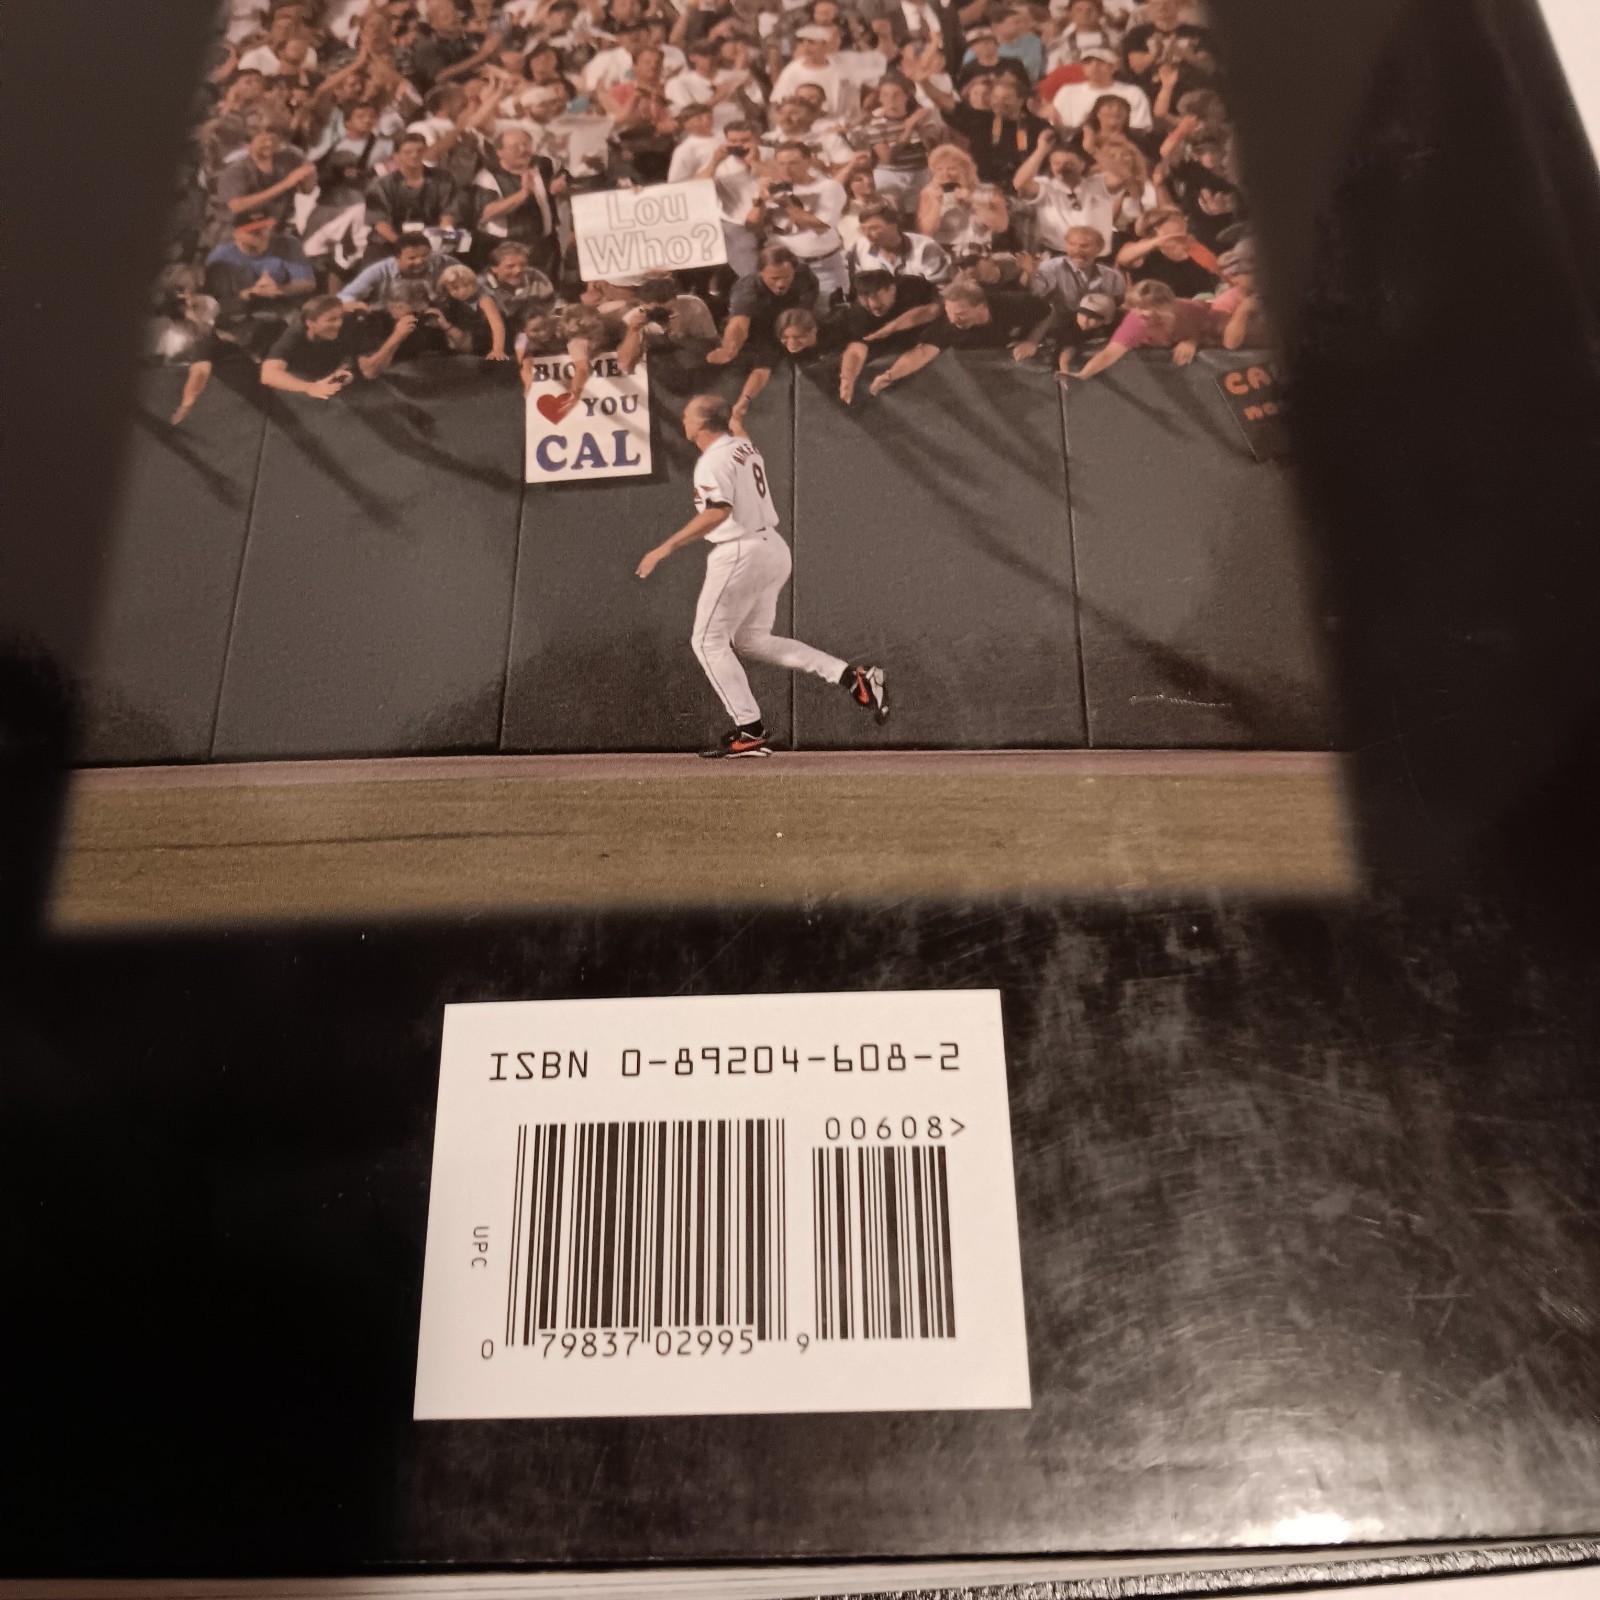 Lou
Who?
BIOMET
YOU
CAL
8
ISBN 0-89204-608-2
00608>
UPC
0 79837 02995 9